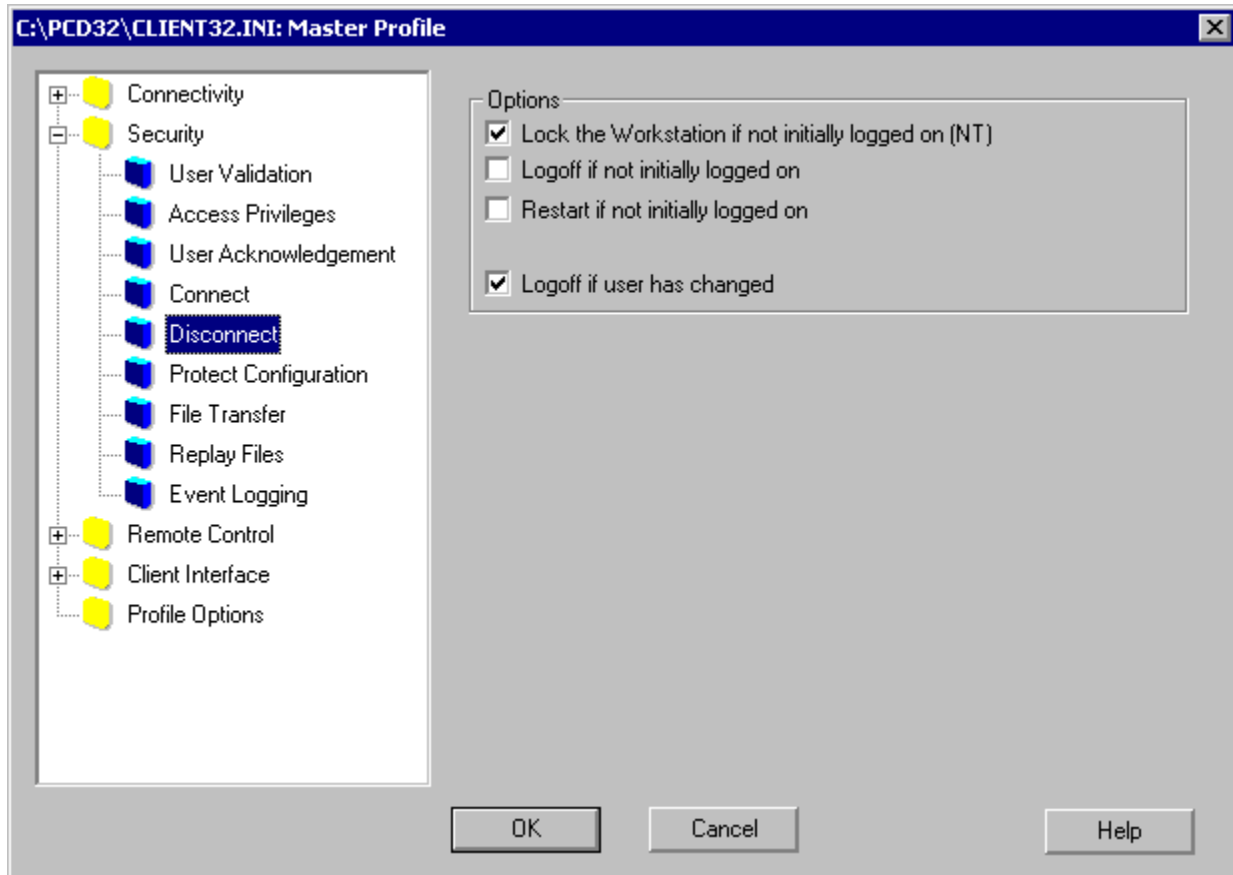 C:\PCD32\CLIENT32.INI: Master Profile
Connectivity
Security
User Validation
Access Privileges
User Acknowledgement
Connect
Disconnect
Protect Configuration
File Transfer
Replay Files
Event Logging
Remote Control
Client Interface
Profile Options
Options
Lock the Workstation if not initially logged on (NT)
Logoff if not initially logged on
Restart if not initially logged on
Logoff if user has changed
OK
Cancel
Help